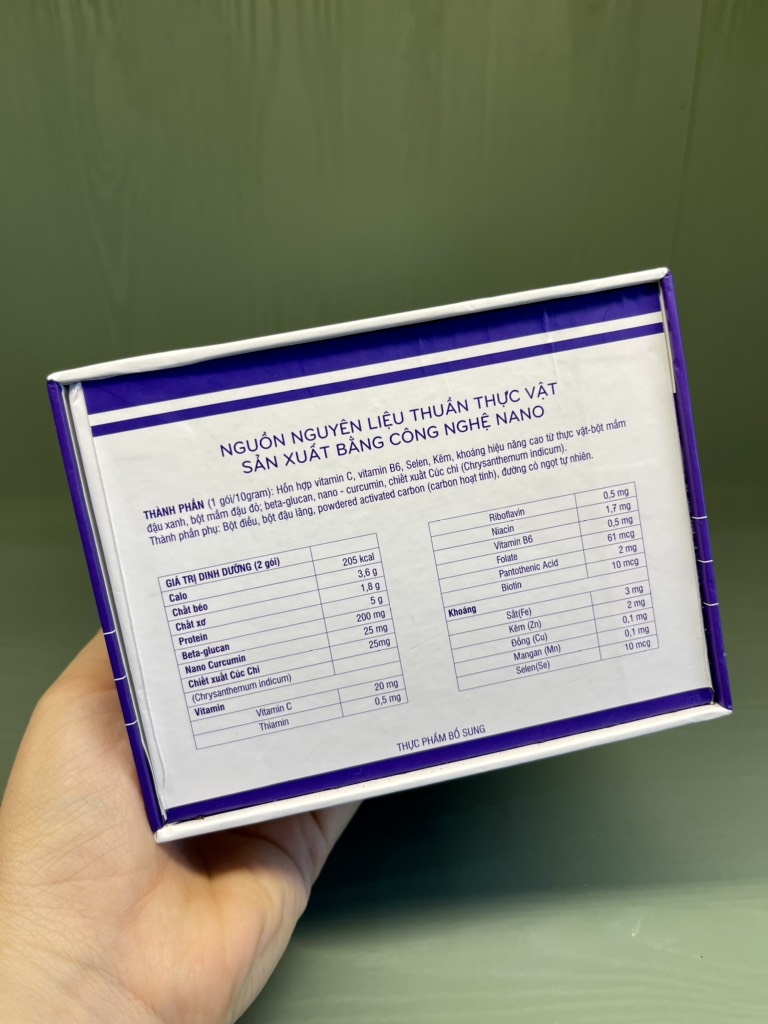 NGUỒN NGUYÊN LIỆU THUẦN THỰC VẬT
SẢN XUẤT BẰNG CÔNG NGHỆ NANO
THÀNH PHẦN (1 gói/10gram): Hỗn hợp vitamin C, vitamin B6, Selen, Kẽm, khoáng hiệu năng cao từ thực vật-bột mầm
đậu xanh, bột mầm đậu đỏ; beta-glucan, nano - curcumin, chiết xuất Cúc chi (Chrysanthemum indicum).
Thành phần phụ: Bột điều, bột đậu lăng, powdered activated carbon (carbon hoạt tính), đường cỏ ngọt tự nhiên.
GIÁ TRỊ DINH DƯỠNG (2 gói)
Calo 205 kcal
Chất béo 3,6 g
Chất xơ 1,8 g
Protein 5 g
Beta-glucan 200 mg
Nano Curcumin 25 mg
Chiết xuất Cúc Chi 25mg
(Chrysanthemum indicum)
Vitamin
Vitamin C 20 mg
Thiamin 0,5 mg
Riboflavin 0,5 mg
Niacin 1,7 mg
Vitamin B6 0,5 mg
Folate 61 mcg
Pantothenic Acid 2 mg
Biotin 10 mcg
Khoáng
Sắt(Fe) 3 mg
Kẽm (Zn) 2 mg
Đồng (Cu) 0,1 mg
Mangan (Mn) 0,1 mg
Selen(Se) 10 mcg
THỰC PHẨM BỔ SUNG